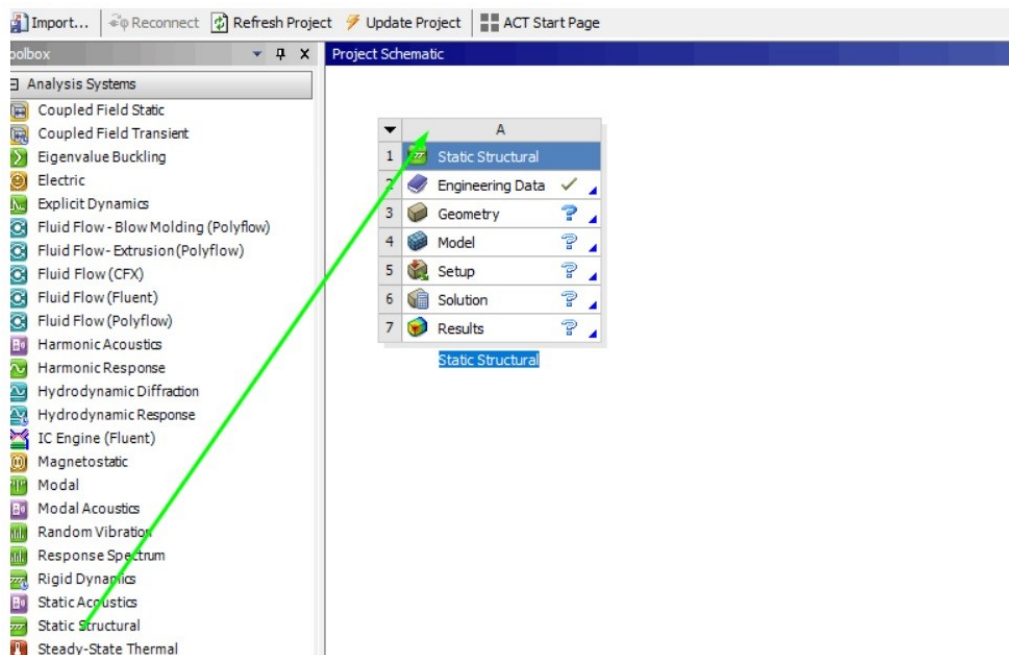 Import... Reconnect Refresh Project Update Project ACT Start Page
oolbox Project Schematic
Analysis Systems
Coupled Field Static
Coupled Field Transient
Eigenvalue Buckling
Electric
Explicit Dynamics
Fluid Flow - Blow Molding (Polyflow)
Fluid Flow - Extrusion (Polyflow)
Fluid Flow (CFX)
Fluid Flow (Fluent)
Fluid Flow (Polyflow)
Harmonic Acoustics
Harmonic Response
Hydrodynamic Diffraction
Hydrodynamic Response
IC Engine (Fluent)
Magnetostatic
Modal
Modal Acoustics
Random Vibration
Response Spectrum
Rigid Dynamics
Static Acoustics
Static Structural
Steady-State Thermal
A
1 Static Structural
2 Engineering Data
3 Geometry ?
4 Model ?
5 Setup ?
6 Solution ?
7 Results ?
Static Structural